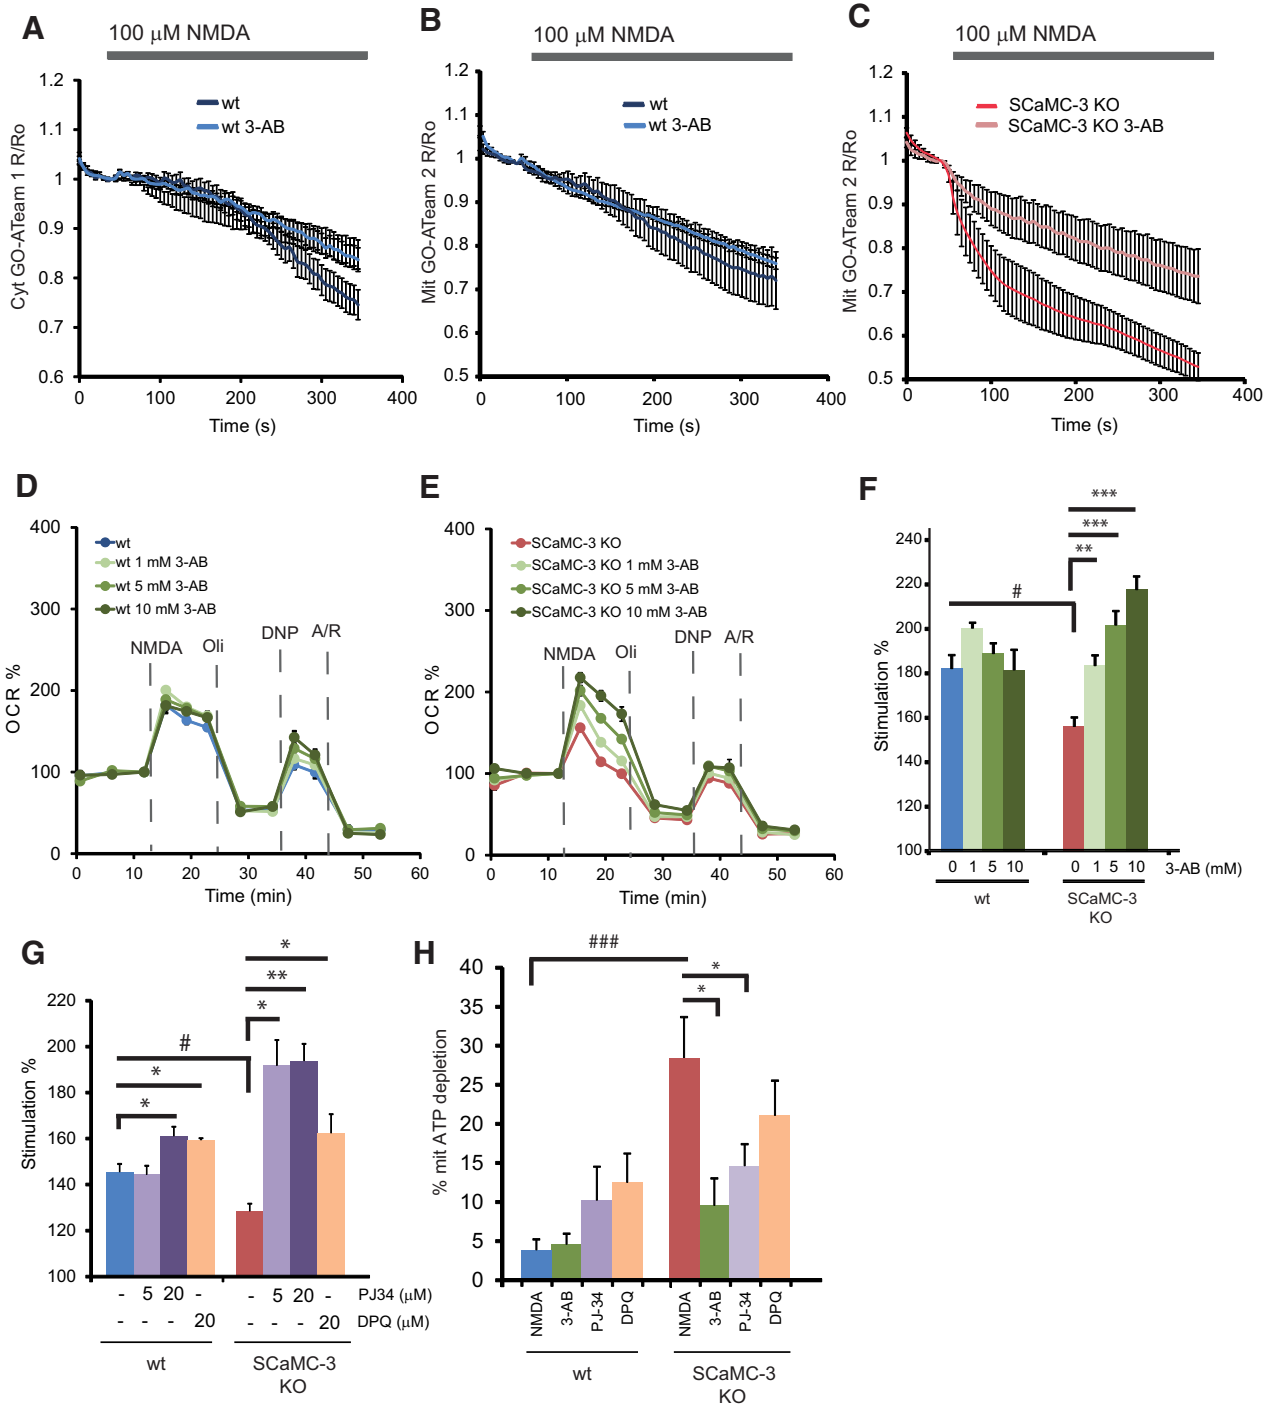 A
100 μM NMDA
1.2
1.1
1
0.9
0.8
0.7
0.6
0 100 200 300 400
Time (s)
Cyt GO-ATeam 1 R/Ro
wt
wt 3-AB
B
100 μM NMDA
1.2
1.1
1
0.9
0.8
0.7
0.6
0.5
0 100 200 300 400
Time (s)
Mit GO-ATeam 2 R/Ro
wt
wt 3-AB
C
100 μM NMDA
1.2
1.1
1
0.9
0.8
0.7
0.6
0.5
0 100 200 300 400
Time (s)
Mit GO-ATeam 2 R/Ro
SCaMC-3 KO
SCaMC-3 KO 3-AB
D
400
300
200
100
0
0 10 20 30 40 50 60
Time (min)
OCR %
wt
wt 1 mM 3-AB
wt 5 mM 3-AB
wt 10 mM 3-AB
NMDA Oli DNP A/R
E
400
300
200
100
0
0 10 20 30 40 50 60
Time (min)
OCR %
SCaMC-3 KO
SCaMC-3 KO 1 mM 3-AB
SCaMC-3 KO 5 mM 3-AB
SCaMC-3 KO 10 mM 3-AB
NMDA Oli DNP A/R
F
***
***
**
#
240
220
200
180
160
140
120
100
Stimulation %
0 1 5 10 0 1 5 10 3-AB (mM)
wt SCaMC-3
KO
G
*
**
*
#
*
*
220
200
180
160
140
120
100
Stimulation %
- 5 20 - - 5 20 - PJ34 (μM)
- - - 20 - - - 20 DPQ (μM)
wt SCaMC-3
KO
H
###
*
*
40
35
30
25
20
15
10
5
0
% mit ATP depletion
NMDA 3-AB PJ-34 DPQ NMDA 3-AB PJ-34 DPQ
wt SCaMC-3
KO